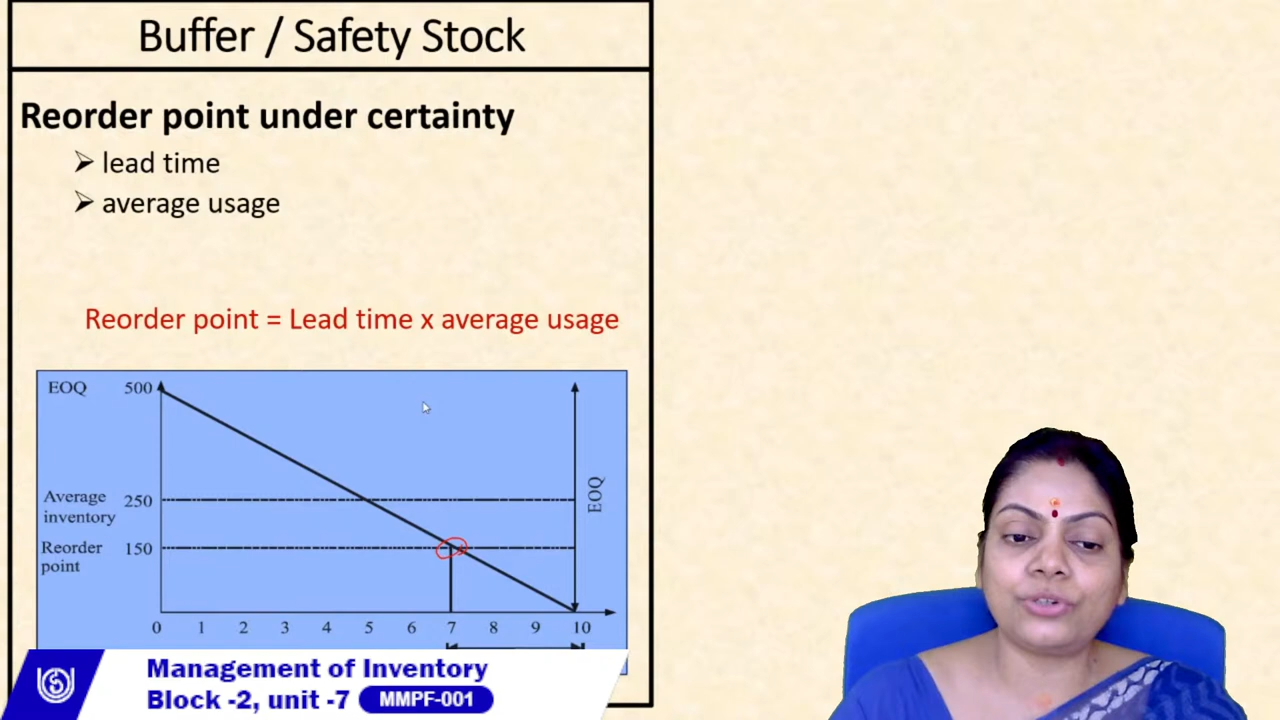 Buffer / Safety Stock
Reorder point under certainty
➢ lead time
➢ average usage
Reorder point = Lead time x average usage
EOQ 500
Average inventory 250
Reorder point 150
EOQ
0 1 2 3 4 5 6 7 8 9 10
Management of Inventory
Block -2, unit -7 MMPF-001